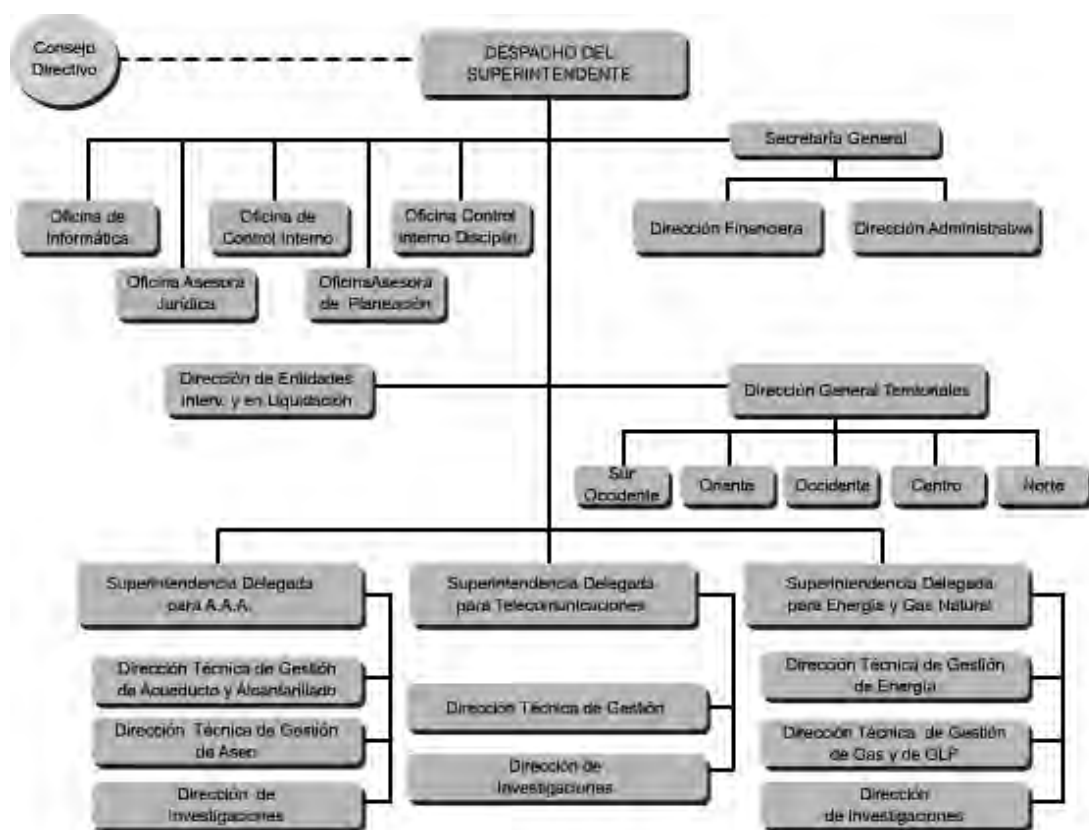 Consejo
Directivo
DESPACHO DEL
SUPERINTENDENTE
Secretaría General
Oficina de
Informática
Oficina de
Control Interno
Oficina Control
interno Disciplin.
Dirección Financiera
Dirección Administrativa
Oficina Asesora
Jurídica
OficinaAsesora
de Planeación
Dirección de Entidades
Interv. y en Liquidación
Dirección General Territoriales
Sur
Occidente
Oriente
Occidente
Centro
Norte
Superintendencia Delegada
para A.A.A.
Superintendencia Delegada
para Telecomunicaciones
Superintendencia Delegada
para Energía y Gas Natural
Dirección Técnica de Gestión
de Acueducto y Alcantarillado
Dirección Técnica de Gestión
Dirección Técnica de Gestión
de Energía
Dirección Técnica de Gestión
de Aseo
Dirección Técnica de Gestión
de Gas y de GLP
Dirección de
Investigaciones
Dirección de
Investigaciones
Dirección
de Investigaciones